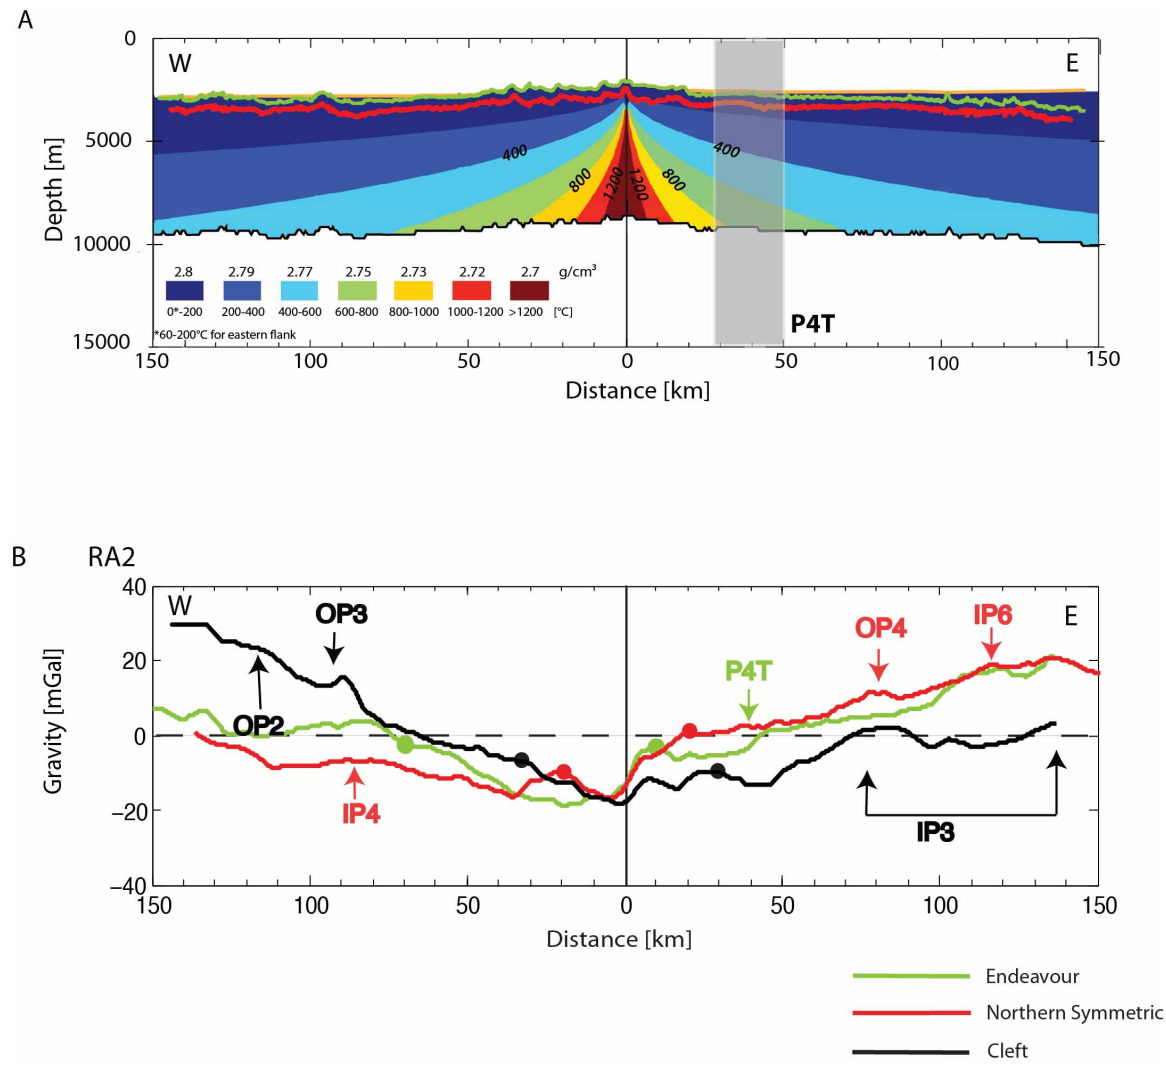 A
0
5000
10000
15000
Depth [m]
W
E
400
800
1200
1200
800
400
2.8 2.79 2.77 2.75 2.73 2.72 2.7 g/cm³
0*-200 200-400 400-600 600-800 800-1000 1000-1200 >1200 [°C]
*60-200°C for eastern flank
P4T
150 100 50 0 50 100 150
Distance [km]
B RA2
40
20
0
−20
−40
Gravity [mGal]
W
E
OP3
OP2
IP4
P4T
OP4
IP6
IP3
150 100 50 0 50 100 150
Distance [km]
Endeavour
Northern Symmetric
Cleft